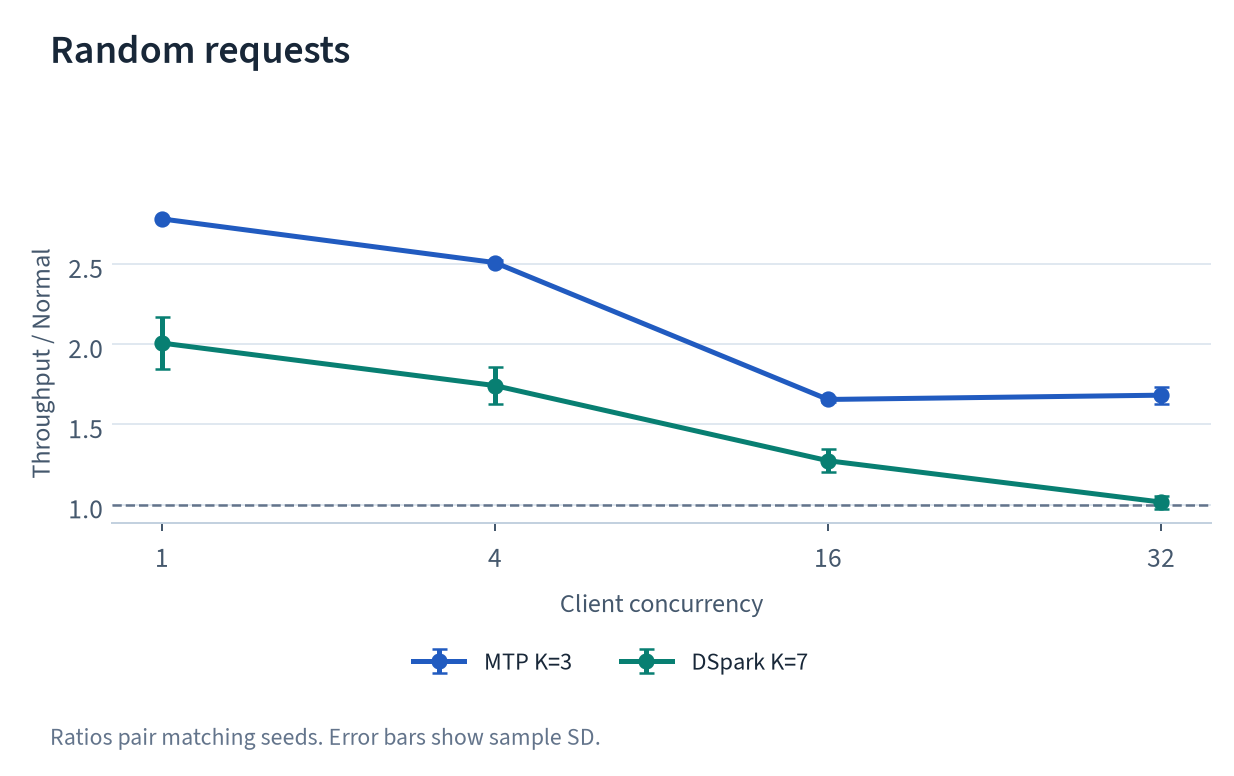 Random requests
Throughput / Normal
2.5
2.0
1.5
1.0
1 4 16 32
Client concurrency
MTP K=3 DSpark K=7
Ratios pair matching seeds. Error bars show sample SD.